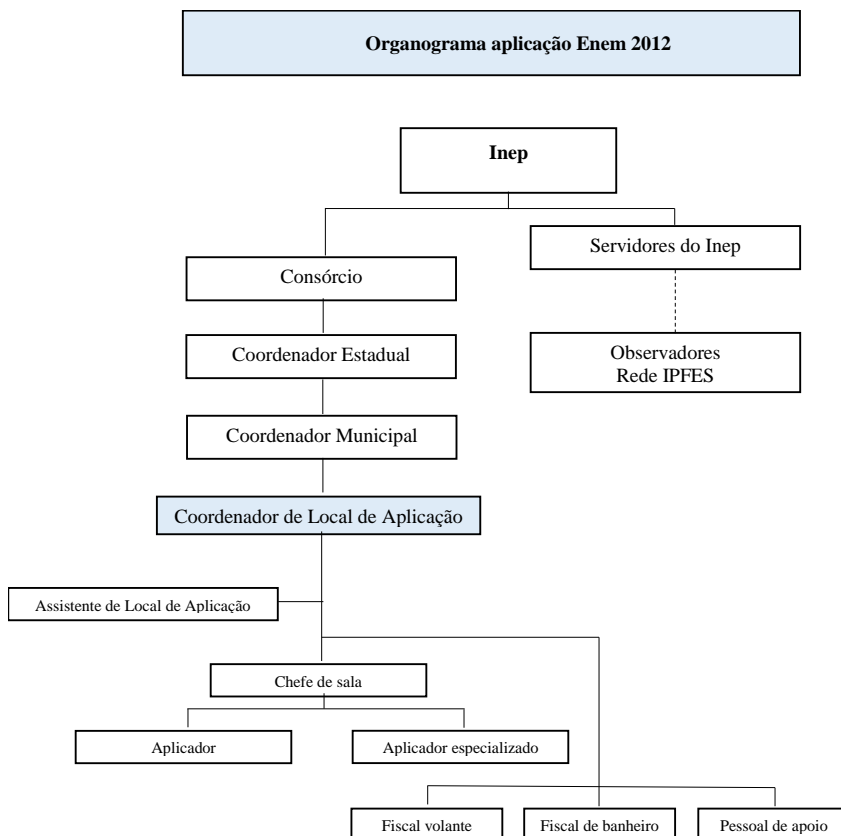 Organograma aplicação Enem 2012
Inep
Servidores do Inep
Consórcio
Coordenador Estadual
Observadores
Rede IPFES
Coordenador Municipal
Coordenador de Local de Aplicação
Assistente de Local de Aplicação
Chefe de sala
Aplicador
Aplicador especializado
Fiscal volante
Fiscal de banheiro
Pessoal de apoio